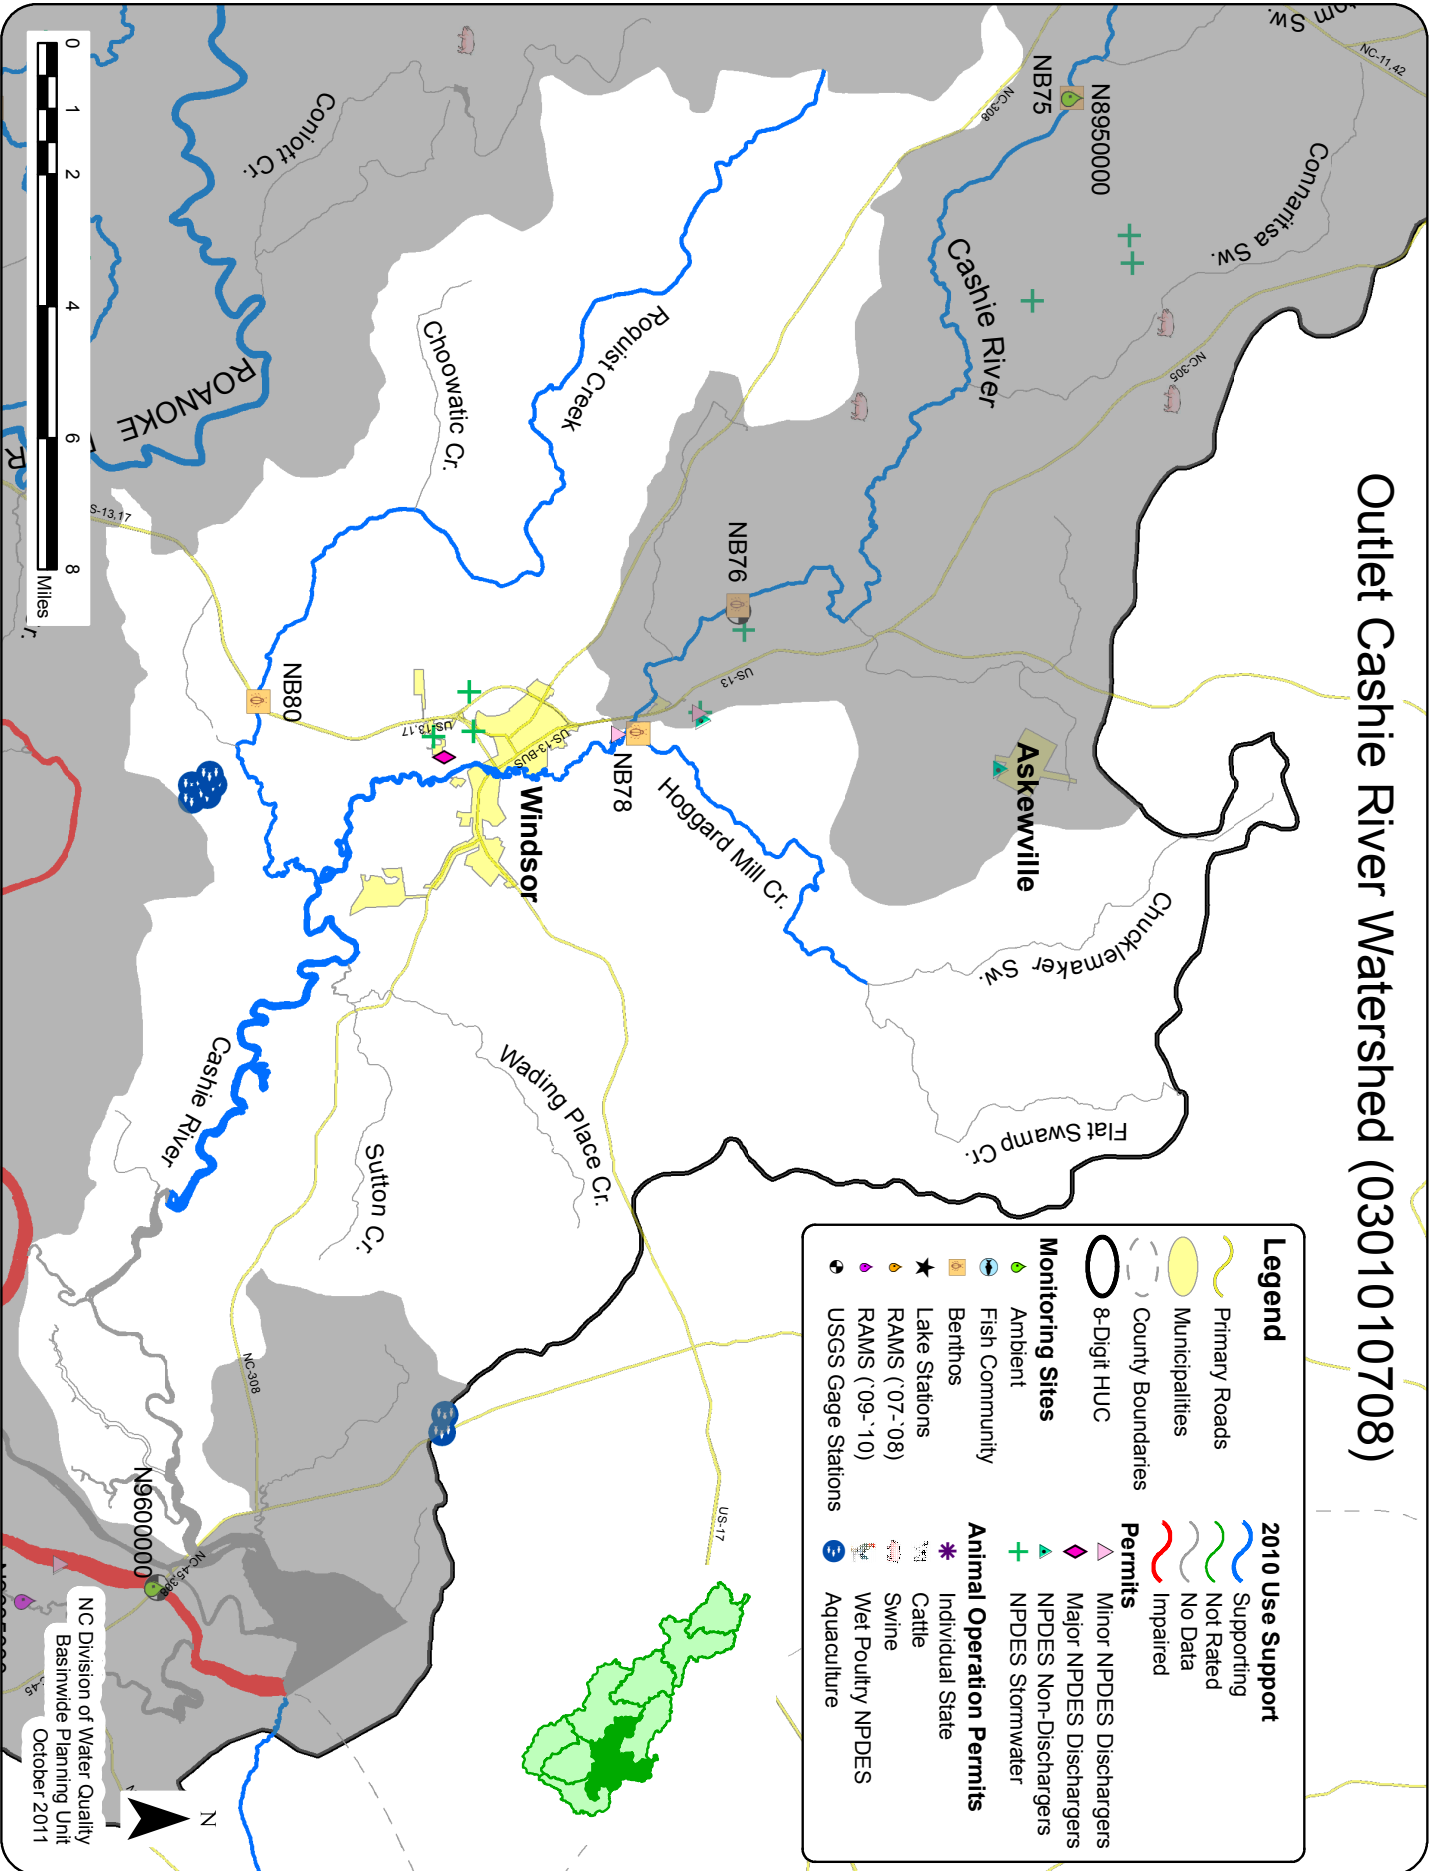 Outlet Cashie River Watershed (0301010708)
Legend
Primary Roads
Municipalities
County Boundaries
8-Digit HUC
Monitoring Sites
Ambient
Fish Community
Benthos
Lake Stations
RAMS ('07-`08)
RAMS ('09-`10)
USGS Gage Stations
2010 Use Support
Supporting
Not Rated
No Data
Impaired
Permits
Minor NPDES Dischargers
Major NPDES Dischargers
NPDES Non-Dischargers
NPDES Stormwater
Animal Operation Permits
Individual State
Cattle
Swine
Wet Poultry NPDES
Aquaculture
NC-11,42
Connaritsa Sw.
N8950000
NB75
NC-308
Cashie River
NC-305
Coniott Cr.
Roquist Creek
Choowatic Cr.
ROANOKE
NB76
US-13
Askewville
NB78
Hoggard Mill Cr.
Chucklemaker Sw.
Flat Swamp Cr.
US-13-BUS
US-13,17
Windsor
NB80
S-13,17
Wading Place Cr.
Sutton Cr.
Cashie River
NC-308
US-17
N9600000
NC-45,308
-45
0 1 2 4 6 8
Miles
N
NC Division of Water Quality
Basinwide Planning Unit
October 2011